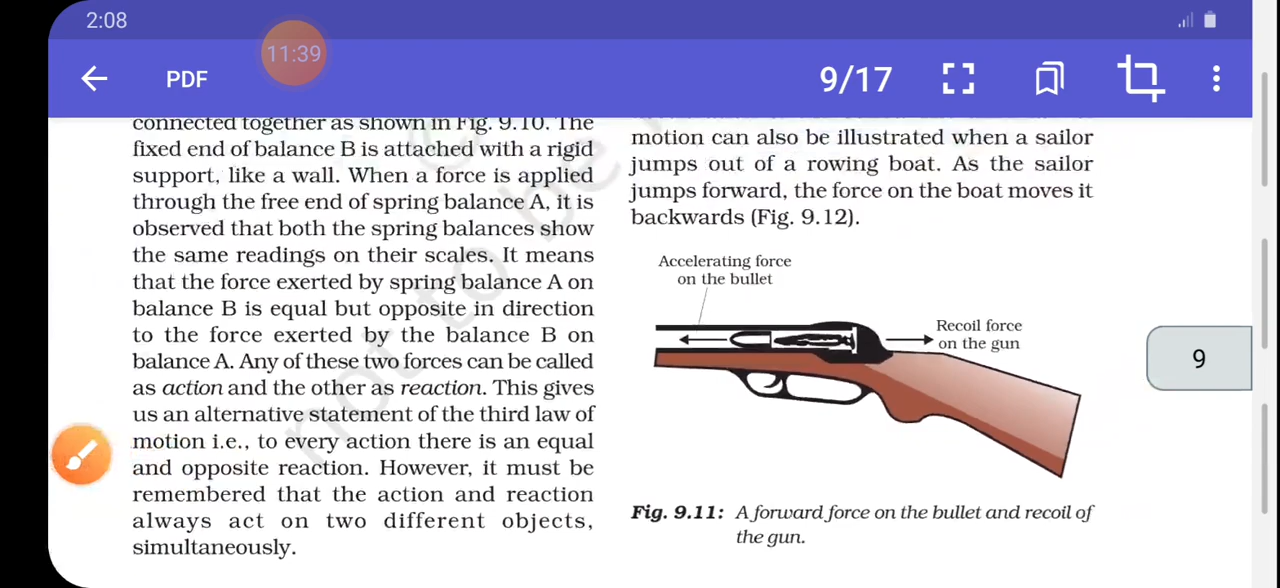 2:08
11:39
PDF
9/17
connected together as shown in Fig. 9.10. The
fixed end of balance B is attached with a rigid
support, like a wall. When a force is applied
through the free end of spring balance A, it is
observed that both the spring balances show
the same readings on their scales. It means
that the force exerted by spring balance A on
balance B is equal but opposite in direction
to the force exerted by the balance B on
balance A. Any of these two forces can be called
as action and the other as reaction. This gives
us an alternative statement of the third law of
motion i.e., to every action there is an equal
and opposite reaction. However, it must be
remembered that the action and reaction
always act on two different objects,
simultaneously.
motion can also be illustrated when a sailor
jumps out of a rowing boat. As the sailor
jumps forward, the force on the boat moves it
backwards (Fig. 9.12).
Accelerating force
on the bullet
Recoil force
on the gun
Fig. 9.11: A forward force on the bullet and recoil of
the gun.
9
not to be